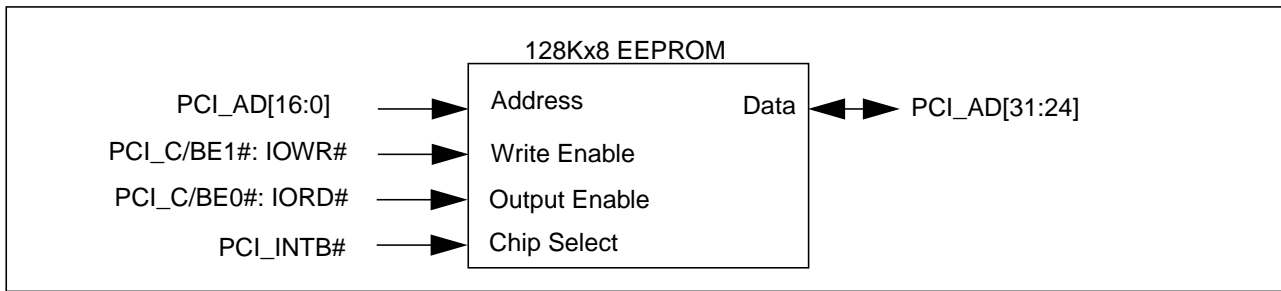 128Kx8 EEPROM
PCI_AD[16:0] Address Data PCI_AD[31:24]
PCI_C/BE1#: IOWR# Write Enable
PCI_C/BE0#: IORD# Output Enable
PCI_INTB# Chip Select